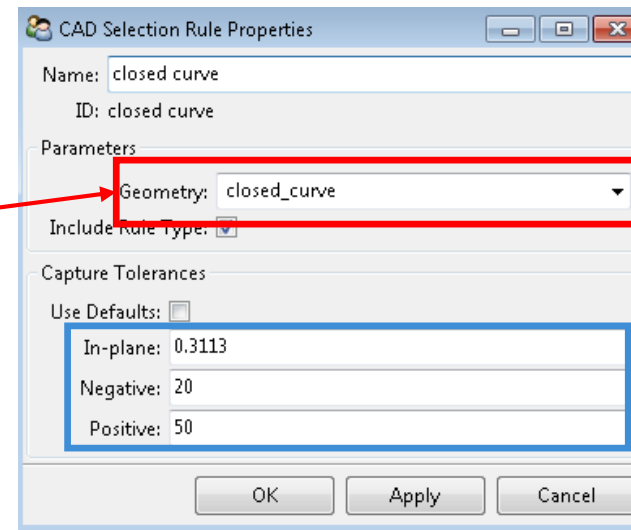 CAD Selection Rule Properties
Name: closed curve
ID: closed curve
Parameters
Geometry: closed_curve
Include Rule Type:
Capture Tolerances
Use Defaults:
In-plane: 0.3113
Negative: 20
Positive: 50
OK Apply Cancel